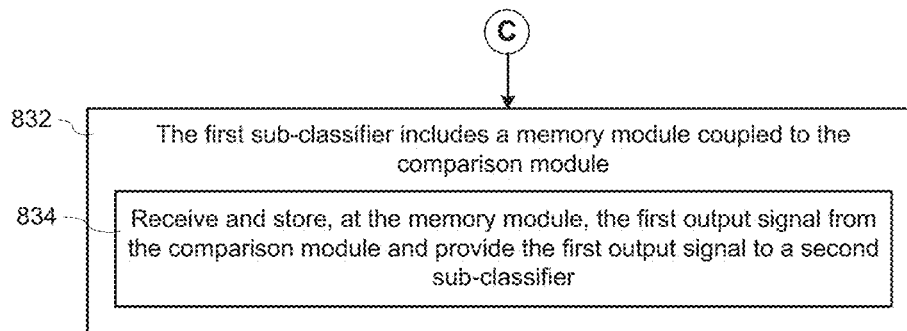 C
832
The first sub-classifier includes a memory module coupled to the
comparison module
834
Receive and store, at the memory module, the first output signal from
the comparison module and provide the first output signal to a second
sub-classifier